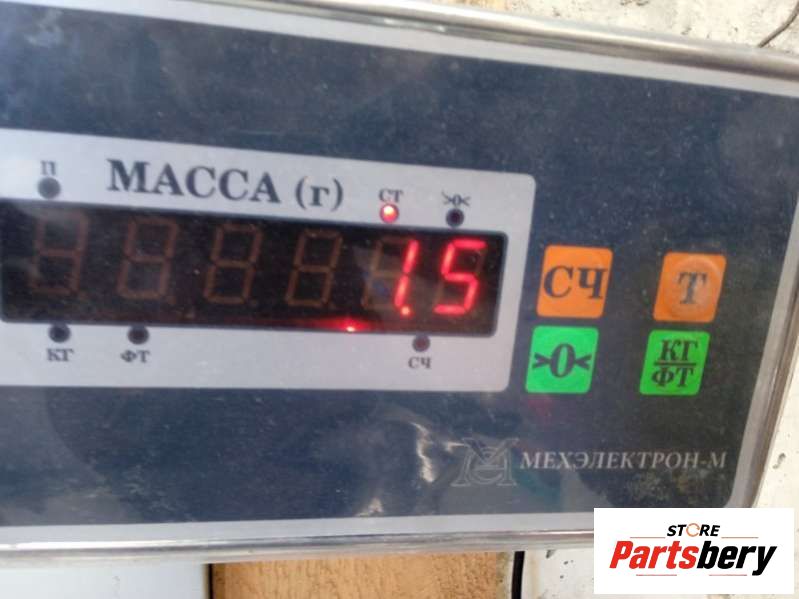 П
МАССА (г)
СТ
>0<
1.5
КГ
ФТ
СЧ
СЧ
Т
>0<
КГ
ФТ
МЕХЭЛЕКТРОН-М
STORE
Partsbery